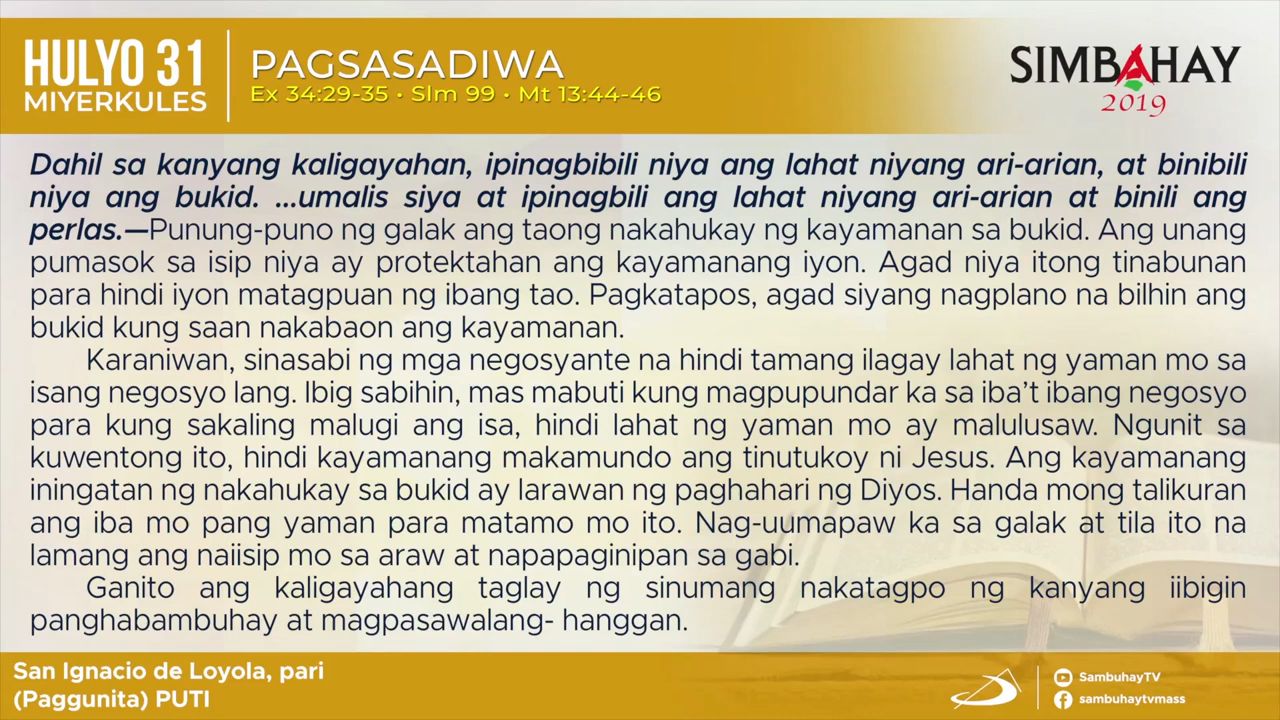 HULYO 31
MIYERKULES
PAGSASADIWA
Ex 34:29-35 • Slm 99 • Mt 13:44-46
SIMBAHAY
2019
Dahil sa kanyang kaligayahan, ipinagbibili niya ang lahat niyang ari-arian, at binibili
niya ang bukid. ...umalis siya at ipinagbili ang lahat niyang ari-arian at binili ang
perlas.—Punung-puno ng galak ang taong nakahukay ng kayamanan sa bukid. Ang unang
pumasok sa isip niya ay protektahan ang kayamanang iyon. Agad niya itong tinabunan
para hindi iyon matagpuan ng ibang tao. Pagkatapos, agad siyang nagplano na bilhin ang
bukid kung saan nakabaon ang kayamanan.
Karaniwan, sinasabi ng mga negosyante na hindi tamang ilagay lahat ng yaman mo sa
isang negosyo lang. Ibig sabihin, mas mabuti kung magpupundar ka sa iba't ibang negosyo
para kung sakaling malugi ang isa, hindi lahat ng yaman mo ay malulusaw. Ngunit sa
kuwentong ito, hindi kayamanang makamundo ang tinutukoy ni Jesus. Ang kayamanang
iningatan ng nakahukay sa bukid ay larawan ng paghahari ng Diyos. Handa mong talikuran
ang iba mo pang yaman para matamo mo ito. Nag-uumapaw ka sa galak at tila ito na
lamang ang naiisip mo sa araw at napapaginipan sa gabi.
Ganito ang kaligayahang taglay ng sinumang nakatagpo ng kanyang iibigin
panghabambuhay at magpasawalang- hanggan.
San Ignacio de Loyola, pari
(Paggunita) PUTI
SambuhayTV
sambuhaytvmass